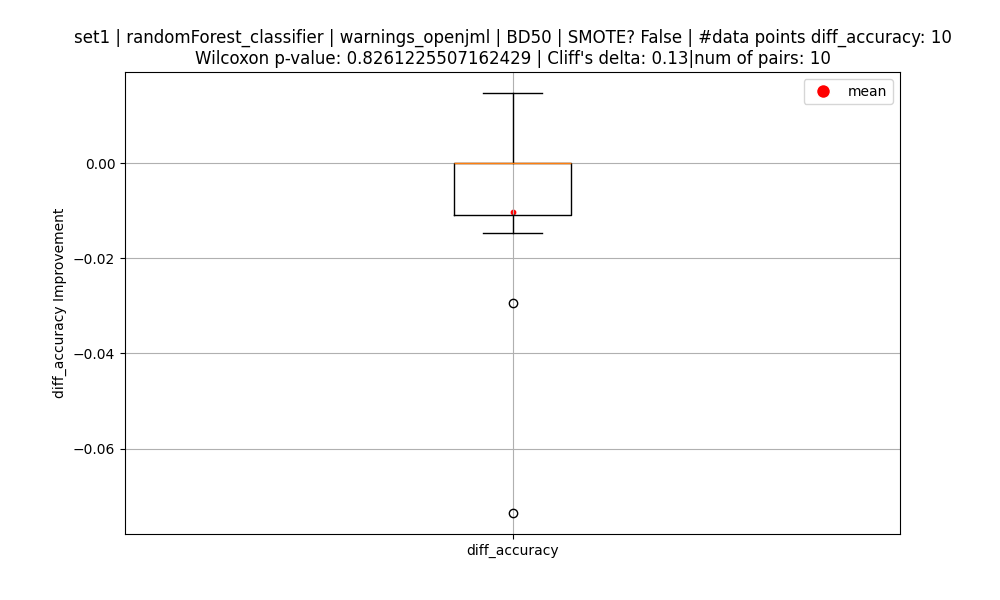 set1 | randomForest_classifier | warnings_openjml | BD50 | SMOTE? False | #data points diff_accuracy: 10
Wilcoxon p-value: 0.8261225507162429 | Cliff's delta: 0.13|num of pairs: 10
mean
0.00
−0.02
−0.04
−0.06
diff_accuracy Improvement
diff_accuracy